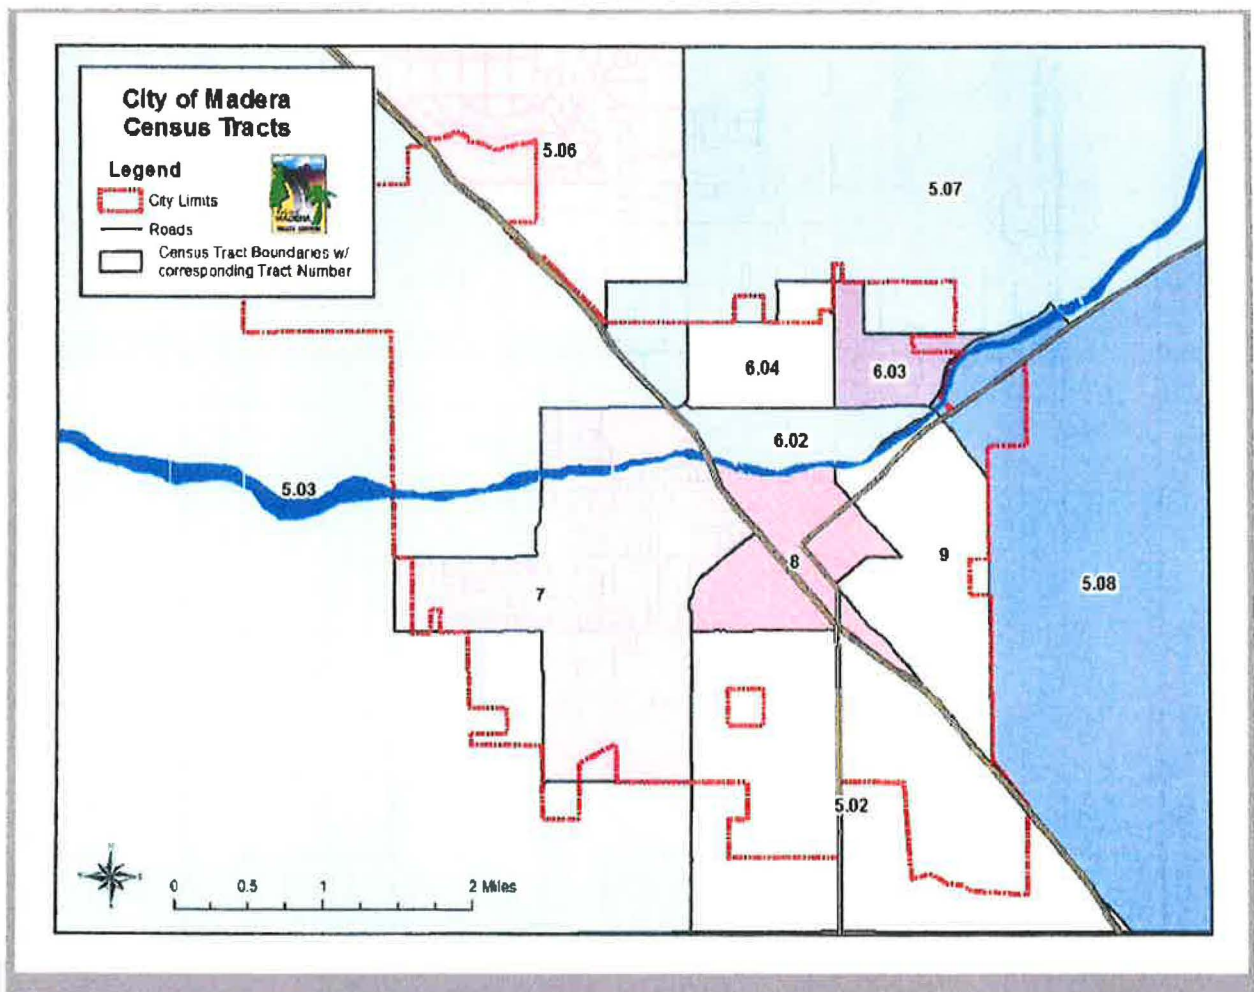 City of Madera
Census Tracts
Legend
City Limits
Roads
Census Tract Boundaries w/
corresponding Tract Number
MADERA
5.06
5.07
6.04
6.03
6.02
5.03
8
9
7
5.08
5.02
0 0.5 1 2 Miles